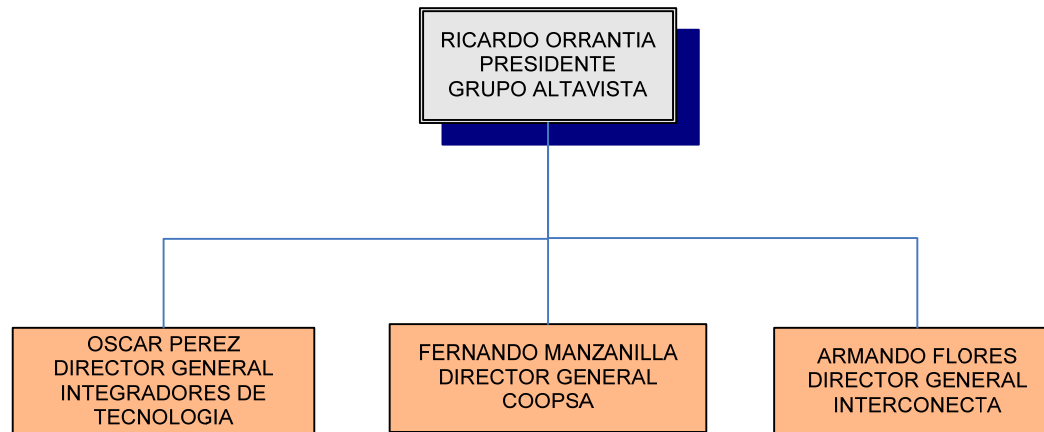 RICARDO ORRANTIA
PRESIDENTE
GRUPO ALTAVISTA
OSCAR PEREZ
DIRECTOR GENERAL
INTEGRADORES DE
TECNOLOGIA
FERNANDO MANZANILLA
DIRECTOR GENERAL
COOPSA
ARMANDO FLORES
DIRECTOR GENERAL
INTERCONECTA